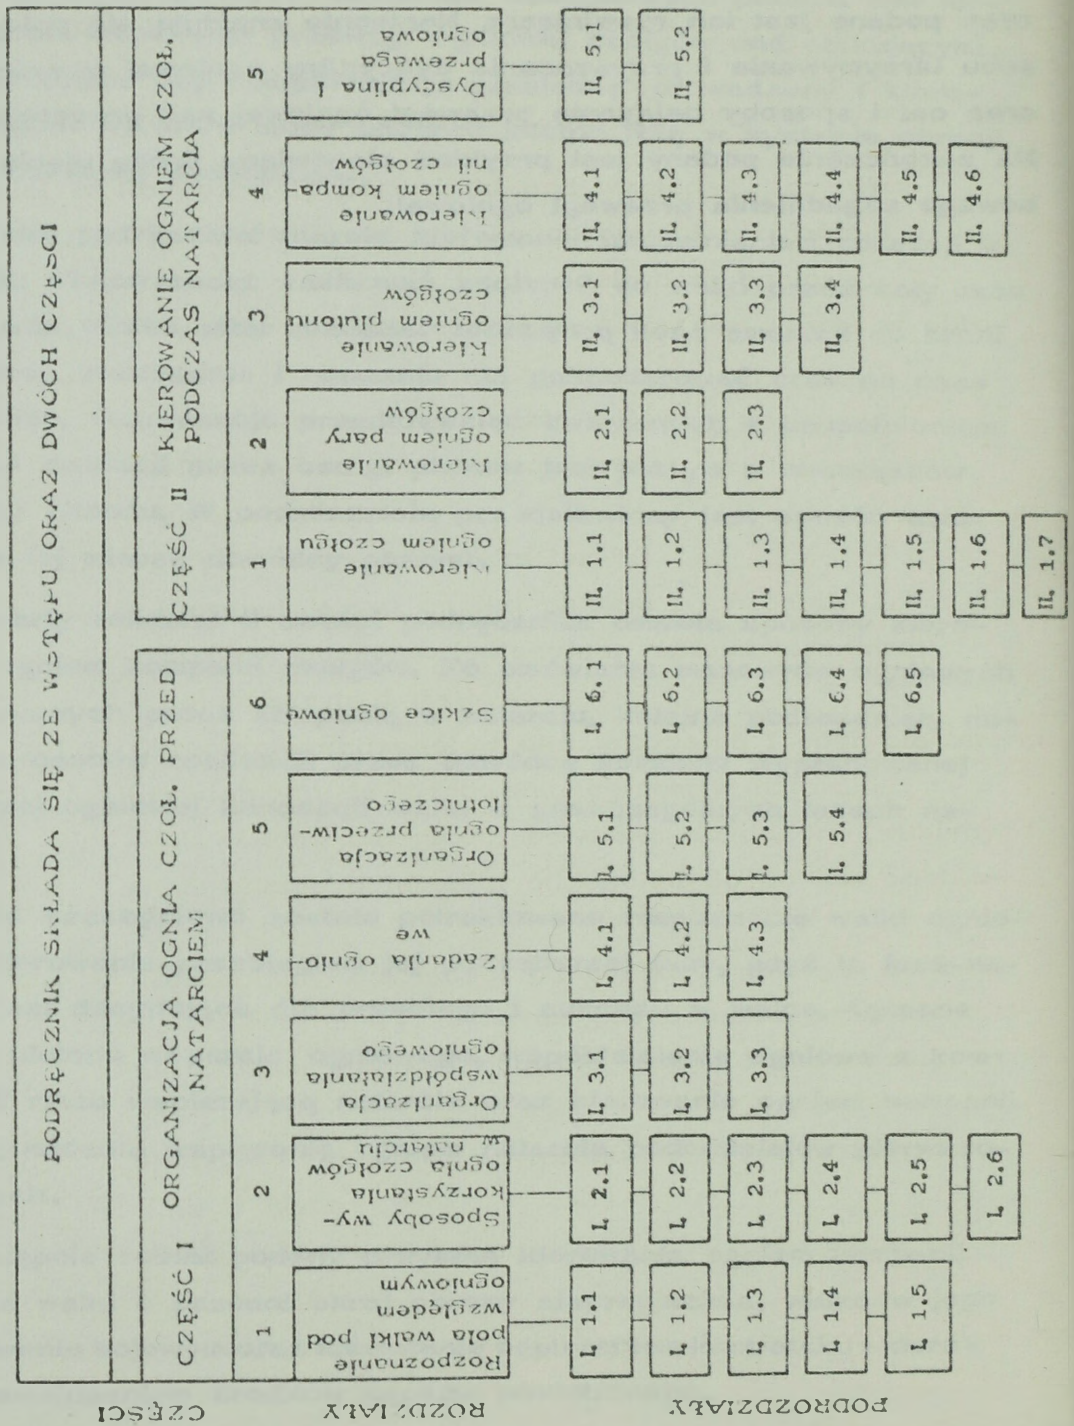 PODRĘCZNIK SKŁADA SIĘ ZE WSTĘPU ORAZ DWÓCH CZĘŚCI
CZĘŚCI
CZĘŚĆ I ORGANIZACJA OGNIA CZOŁ. PRZED
NATARCIEM
CZĘŚĆ II KIEROWANIE OGNIEM CZOŁ.
PODCZAS NATARCIA
ROZDZIAŁY
1
Rozpoznanie
pola walki pod
względem
ogniowym
2
Sposoby wy-
korzystania
ognia czołgów
w natarciu
3
Organizacja
współdziałania
ogniowego
4
Zadania ognio-
we
5
Organizacja
ognia przeciw-
lotniczego
6
Szkice ogniowe
1
Kierowanie
ogniem czołgu
2
Kierowanie
ogniem pary
czołgów
3
Kierowanie
ogniem plutonu
czołgów
4
Kierowanie
ogniem kompa-
nii czołgów
5
Dyscyplina i
przewaga
ogniowa
PODROZDZIAŁY
I. 1.1
I. 1.2
I. 1.3
I. 1.4
I. 1.5
I. 2.1
I. 2.2
I. 2.3
I. 2.4
I. 2.5
I. 2.6
I. 3.1
I. 3.2
I. 3.3
I. 4.1
I. 4.2
I. 4.3
I. 5.1
I. 5.2
I. 5.3
I. 5.4
I. 6.1
I. 6.2
I. 6.3
I. 6.4
I. 6.5
II. 1.1
II. 1.2
II. 1.3
II. 1.4
II. 1.5
II. 1.6
II. 1.7
II. 2.1
II. 2.2
II. 2.3
II. 3.1
II. 3.2
II. 3.3
II. 3.4
II. 4.1
II. 4.2
II. 4.3
II. 4.4
II. 4.5
II. 4.6
II. 5.1
II. 5.2